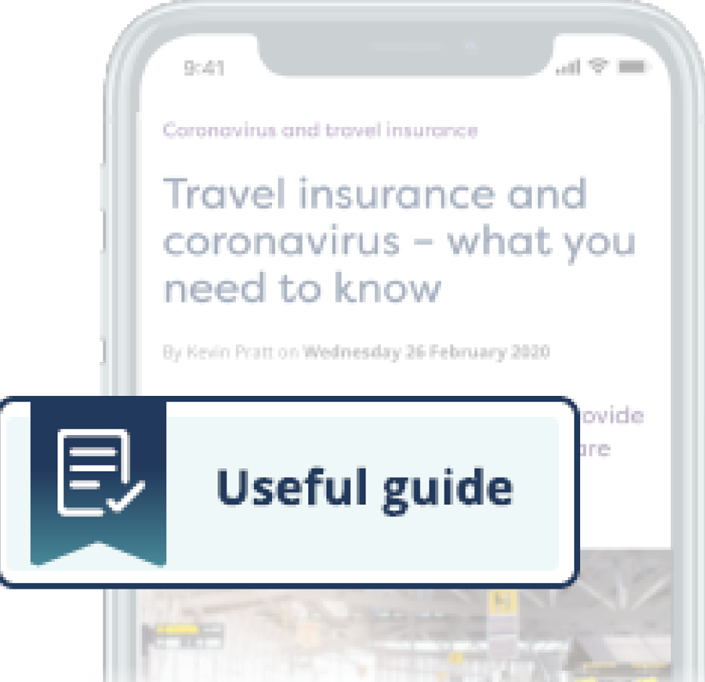 9:41
Coronavirus and travel insurance
Travel insurance and
coronavirus – what you
need to know
By Kevin Pratt on Wednesday 26 February 2020
Useful guide